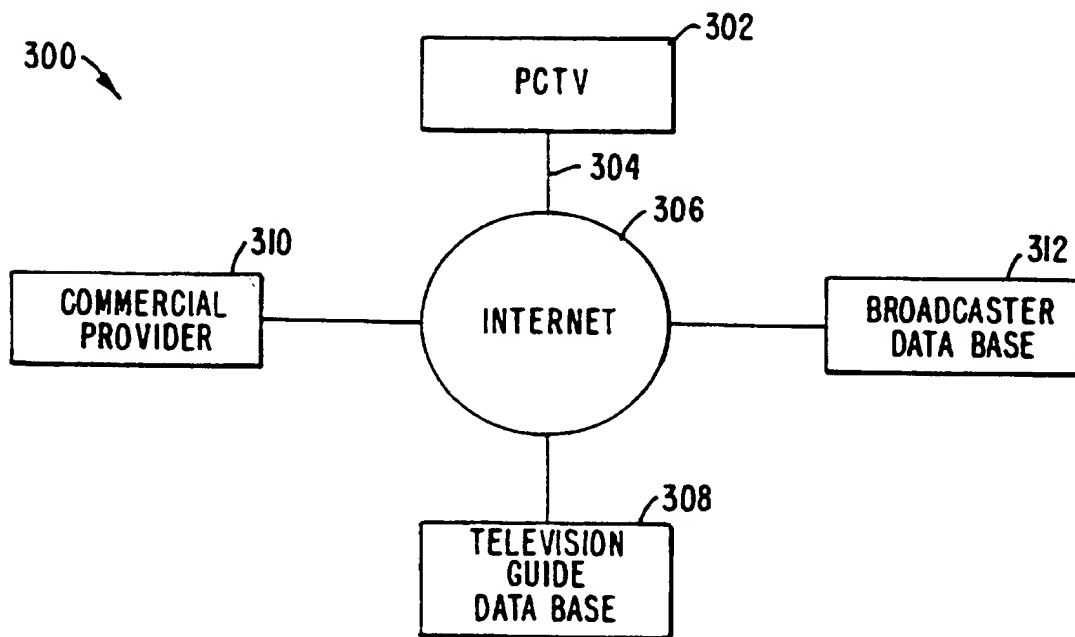 300
302
PCTV
304
306
310
COMMERCIAL
PROVIDER
INTERNET
312
BROADCASTER
DATA BASE
308
TELEVISION
GUIDE
DATA BASE